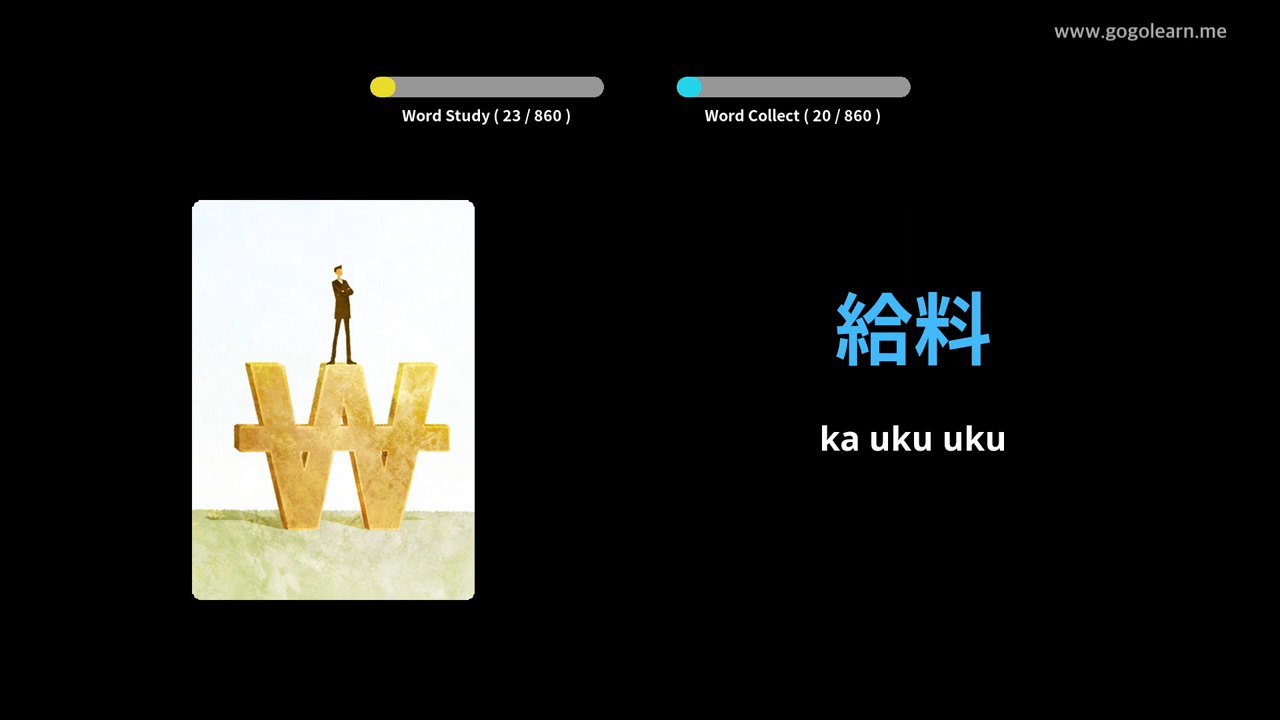 www.gogolearn.me
Word Study ( 23 / 860 )
Word Collect ( 20 / 860 )
給料
ka uku uku